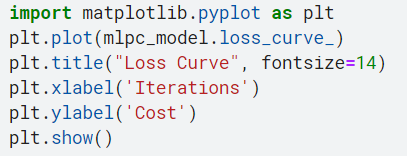 import matplotlib.pyplot as plt
plt.plot(mlpc_model.loss_curve_)
plt.title("Loss Curve", fontsize=14)
plt.xlabel('Iterations')
plt.ylabel('Cost')
plt.show()